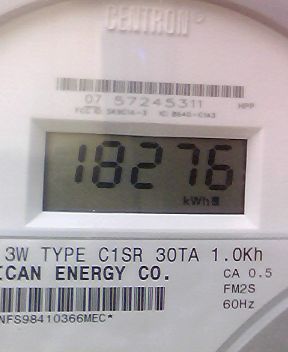 CENTRON
07 57245311
HPP
18276
kWh
3W TYPE C1SR 30TA 1.0Kh
ICAN ENERGY CO.
CA 0.5
FM2S
60Hz
NFS98410366MEC*